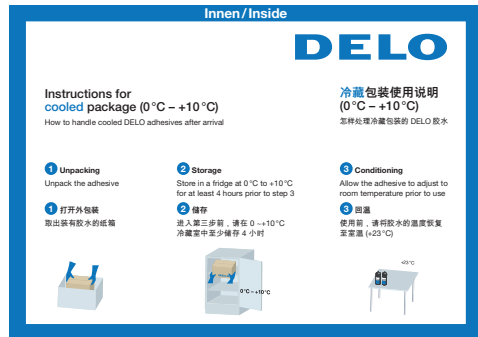 Innen/Inside
DELO
Instructions for
cooled package (0 °C – +10 °C)
How to handle cooled DELO adhesives after arrival
冷藏包装使用说明
(0 °C – +10 °C)
怎样处理冷藏包装的 DELO 胶水
1 Unpacking
Unpack the adhesive
2 Storage
Store in a fridge at 0 °C to +10 °C
for at least 4 hours prior to step 3
3 Conditioning
Allow the adhesive to adjust to
room temperature prior to use
1 打开外包装
取出装有胶水的纸箱
2 储存
进入第三步前，请在 0 ~+10°C
冷藏室中至少储存 4 小时
3 回温
使用前，请将胶水的温度恢复
至室温 (+23°C)
0 °C – +10 °C
+23 °C